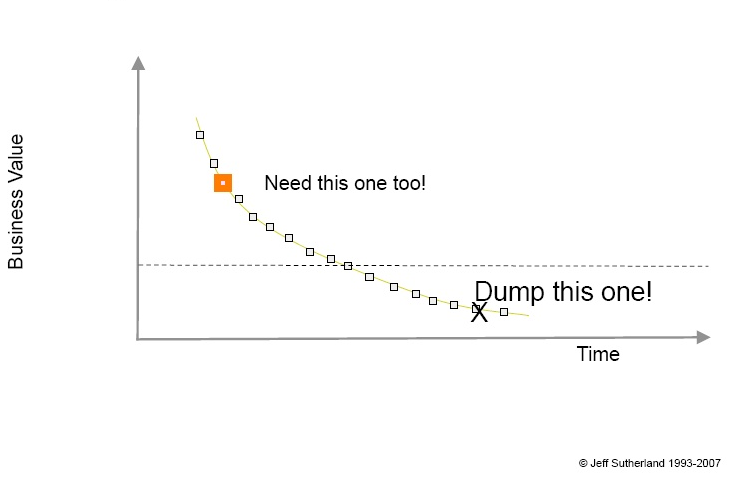 Business Value
Need this one too!
Dump this one!
X
Time
© Jeff Sutherland 1993-2007